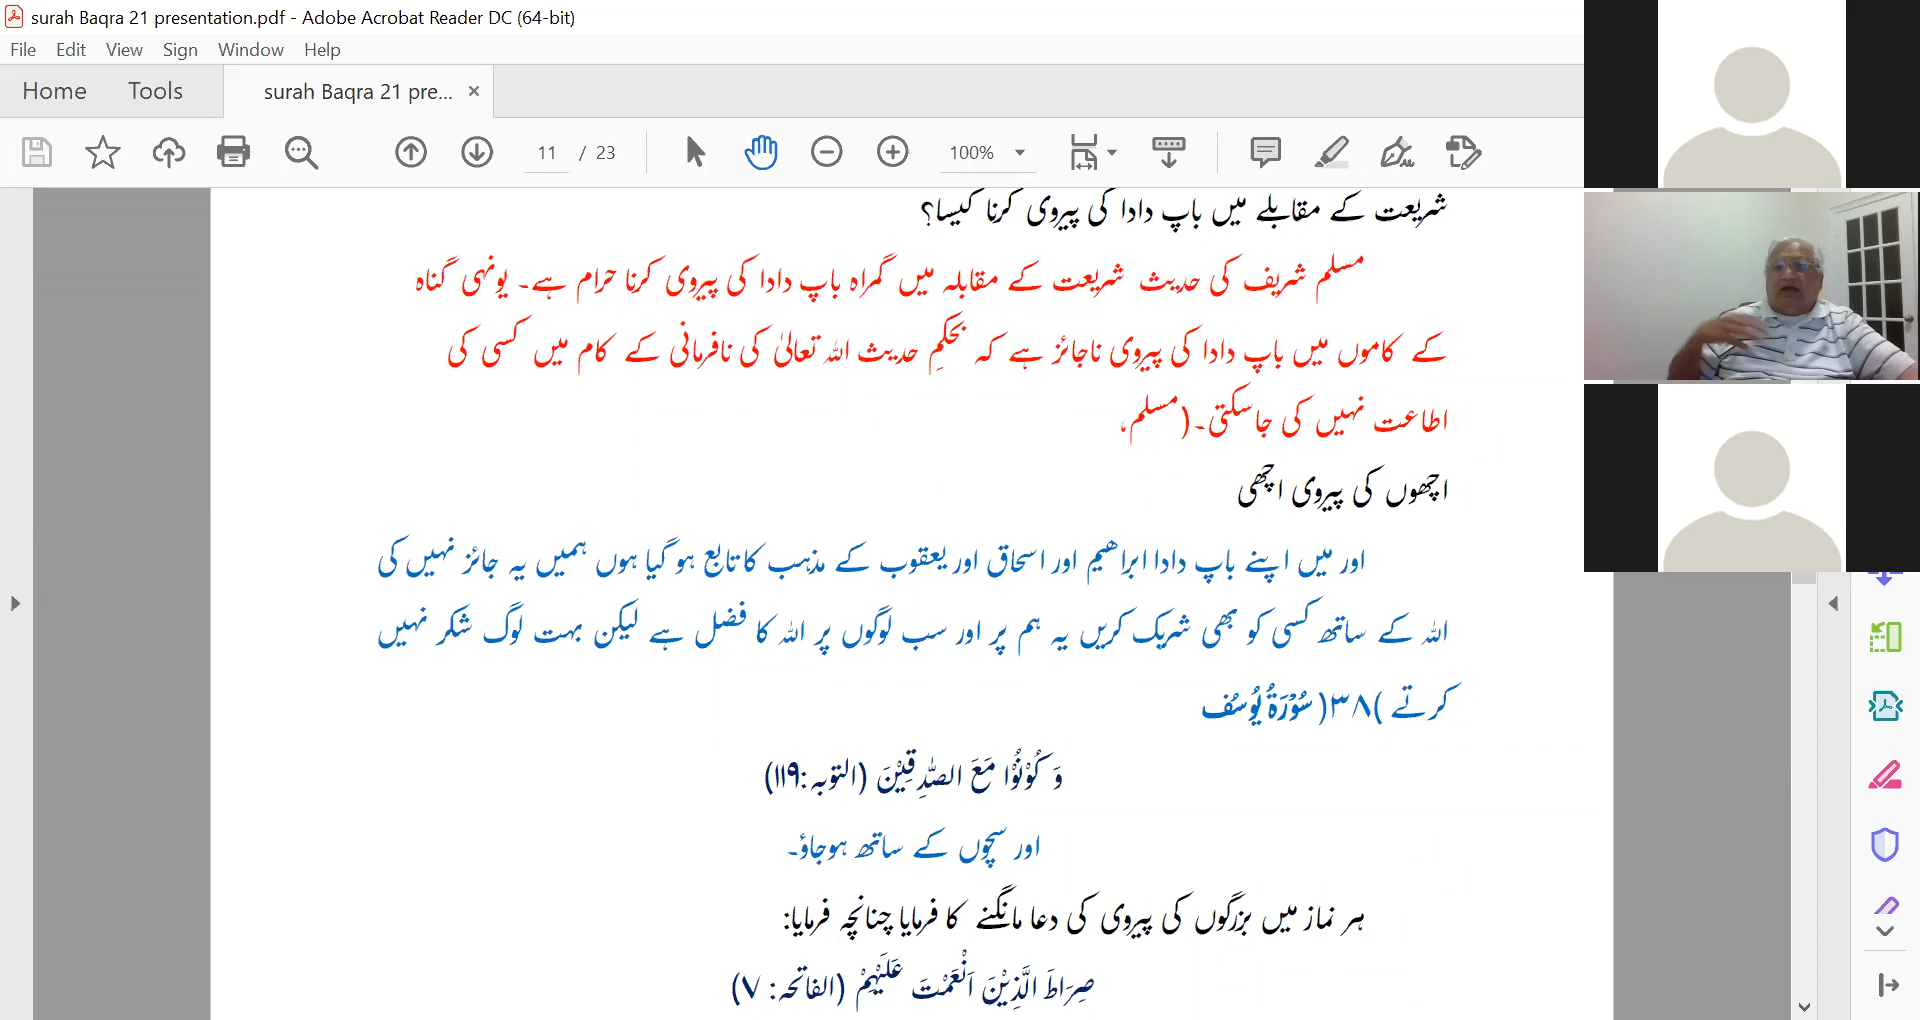 surah Baqra 21 presentation.pdf - Adobe Acrobat Reader DC (64-bit)
File Edit View Sign Window Help
Home Tools surah Baqra 21 pre... ×
11 / 23 100%
شریعت کے مقابلے میں باپ دادا کی پیروی کرنا کیسا؟
مسلم شریف کی حدیث شریعت کے مقابلہ میں گمراہ باپ دادا کی پیروی کرنا حرام ہے۔ یونہی گناہ
کے کاموں میں باپ دادا کی پیروی ناجائز ہے کہ بحکمِ حدیث اللہ تعالیٰ کی نافرمانی کے کام میں کسی کی
اطاعت نہیں کی جاسکتی۔(مسلم،
اچھوں کی پیروی اچھی
اور میں اپنے باپ دادا ابراھیم اور اسحاق اور یعقوب کے مذہب کا تابع ہو گیا ہوں ہمیں یہ جائز نہیں کی
اللہ کے ساتھ کسی کو بھی شریک کریں یہ ہم پر اور سب لوگوں پر اللہ کا فضل ہے لیکن بہت لوگ شکر نہیں
کرتے )۳۸( سُوْرَةُ یُوْسُف
وَ كُوْنُوْا مَعَ الصّٰدِقِیْنَ (التوبہ:۱۱۹)
اور سچوں کے ساتھ ہوجاؤ۔
ہر نماز میں بزرگوں کی پیروی کی دعا مانگنے کا فرمایا چنانچہ فرمایا:
صِرَاطَ الَّذِیْنَ اَنْعَمْتَ عَلَیْهِمْ (الفاتحہ: ۷)